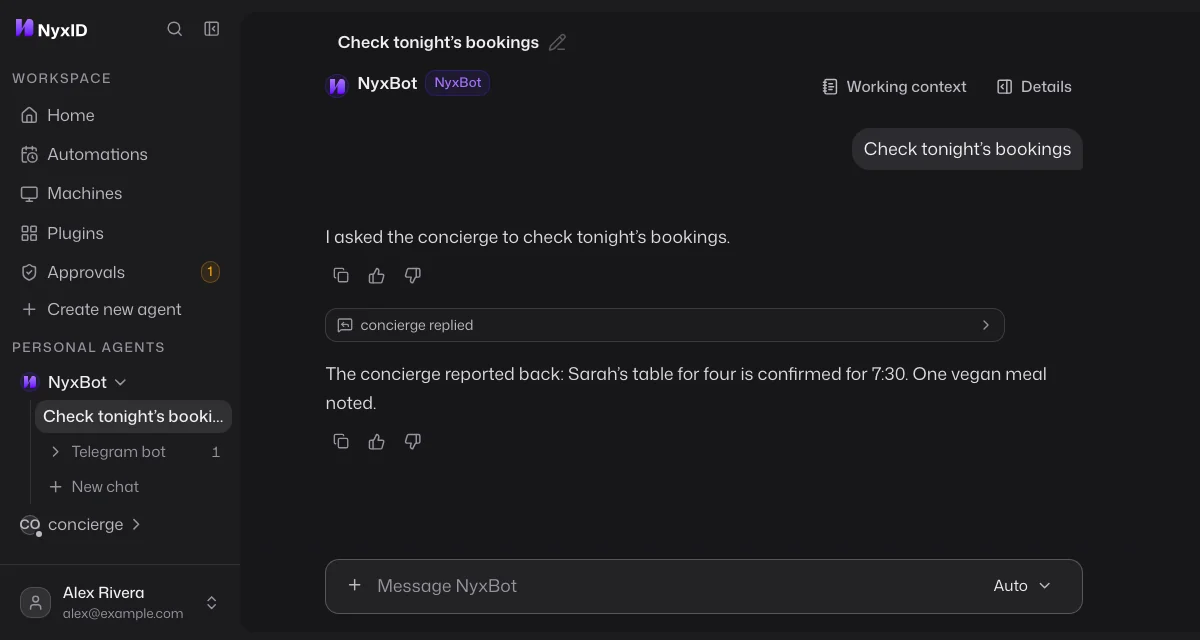 NyxID
WORKSPACE
Home
Automations
Machines
Plugins
Approvals
1
Create new agent
PERSONAL AGENTS
NyxBot
Check tonight’s booki...
Telegram bot
1
New chat
CO
concierge
Alex Rivera
alex@example.com
Check tonight’s bookings
NyxBot
NyxBot
Working context
Details
Check tonight’s bookings
I asked the concierge to check tonight’s bookings.
concierge replied
The concierge reported back: Sarah’s table for four is confirmed for 7:30. One vegan meal
noted.
Message NyxBot
Auto